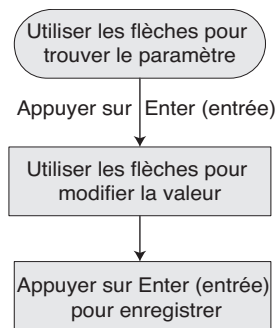 Utiliser les flèches pour
trouver le paramètre
Appuyer sur Enter (entrée)
Utiliser les flèches pour
modifier la valeur
Appuyer sur Enter (entrée)
pour enregistrer